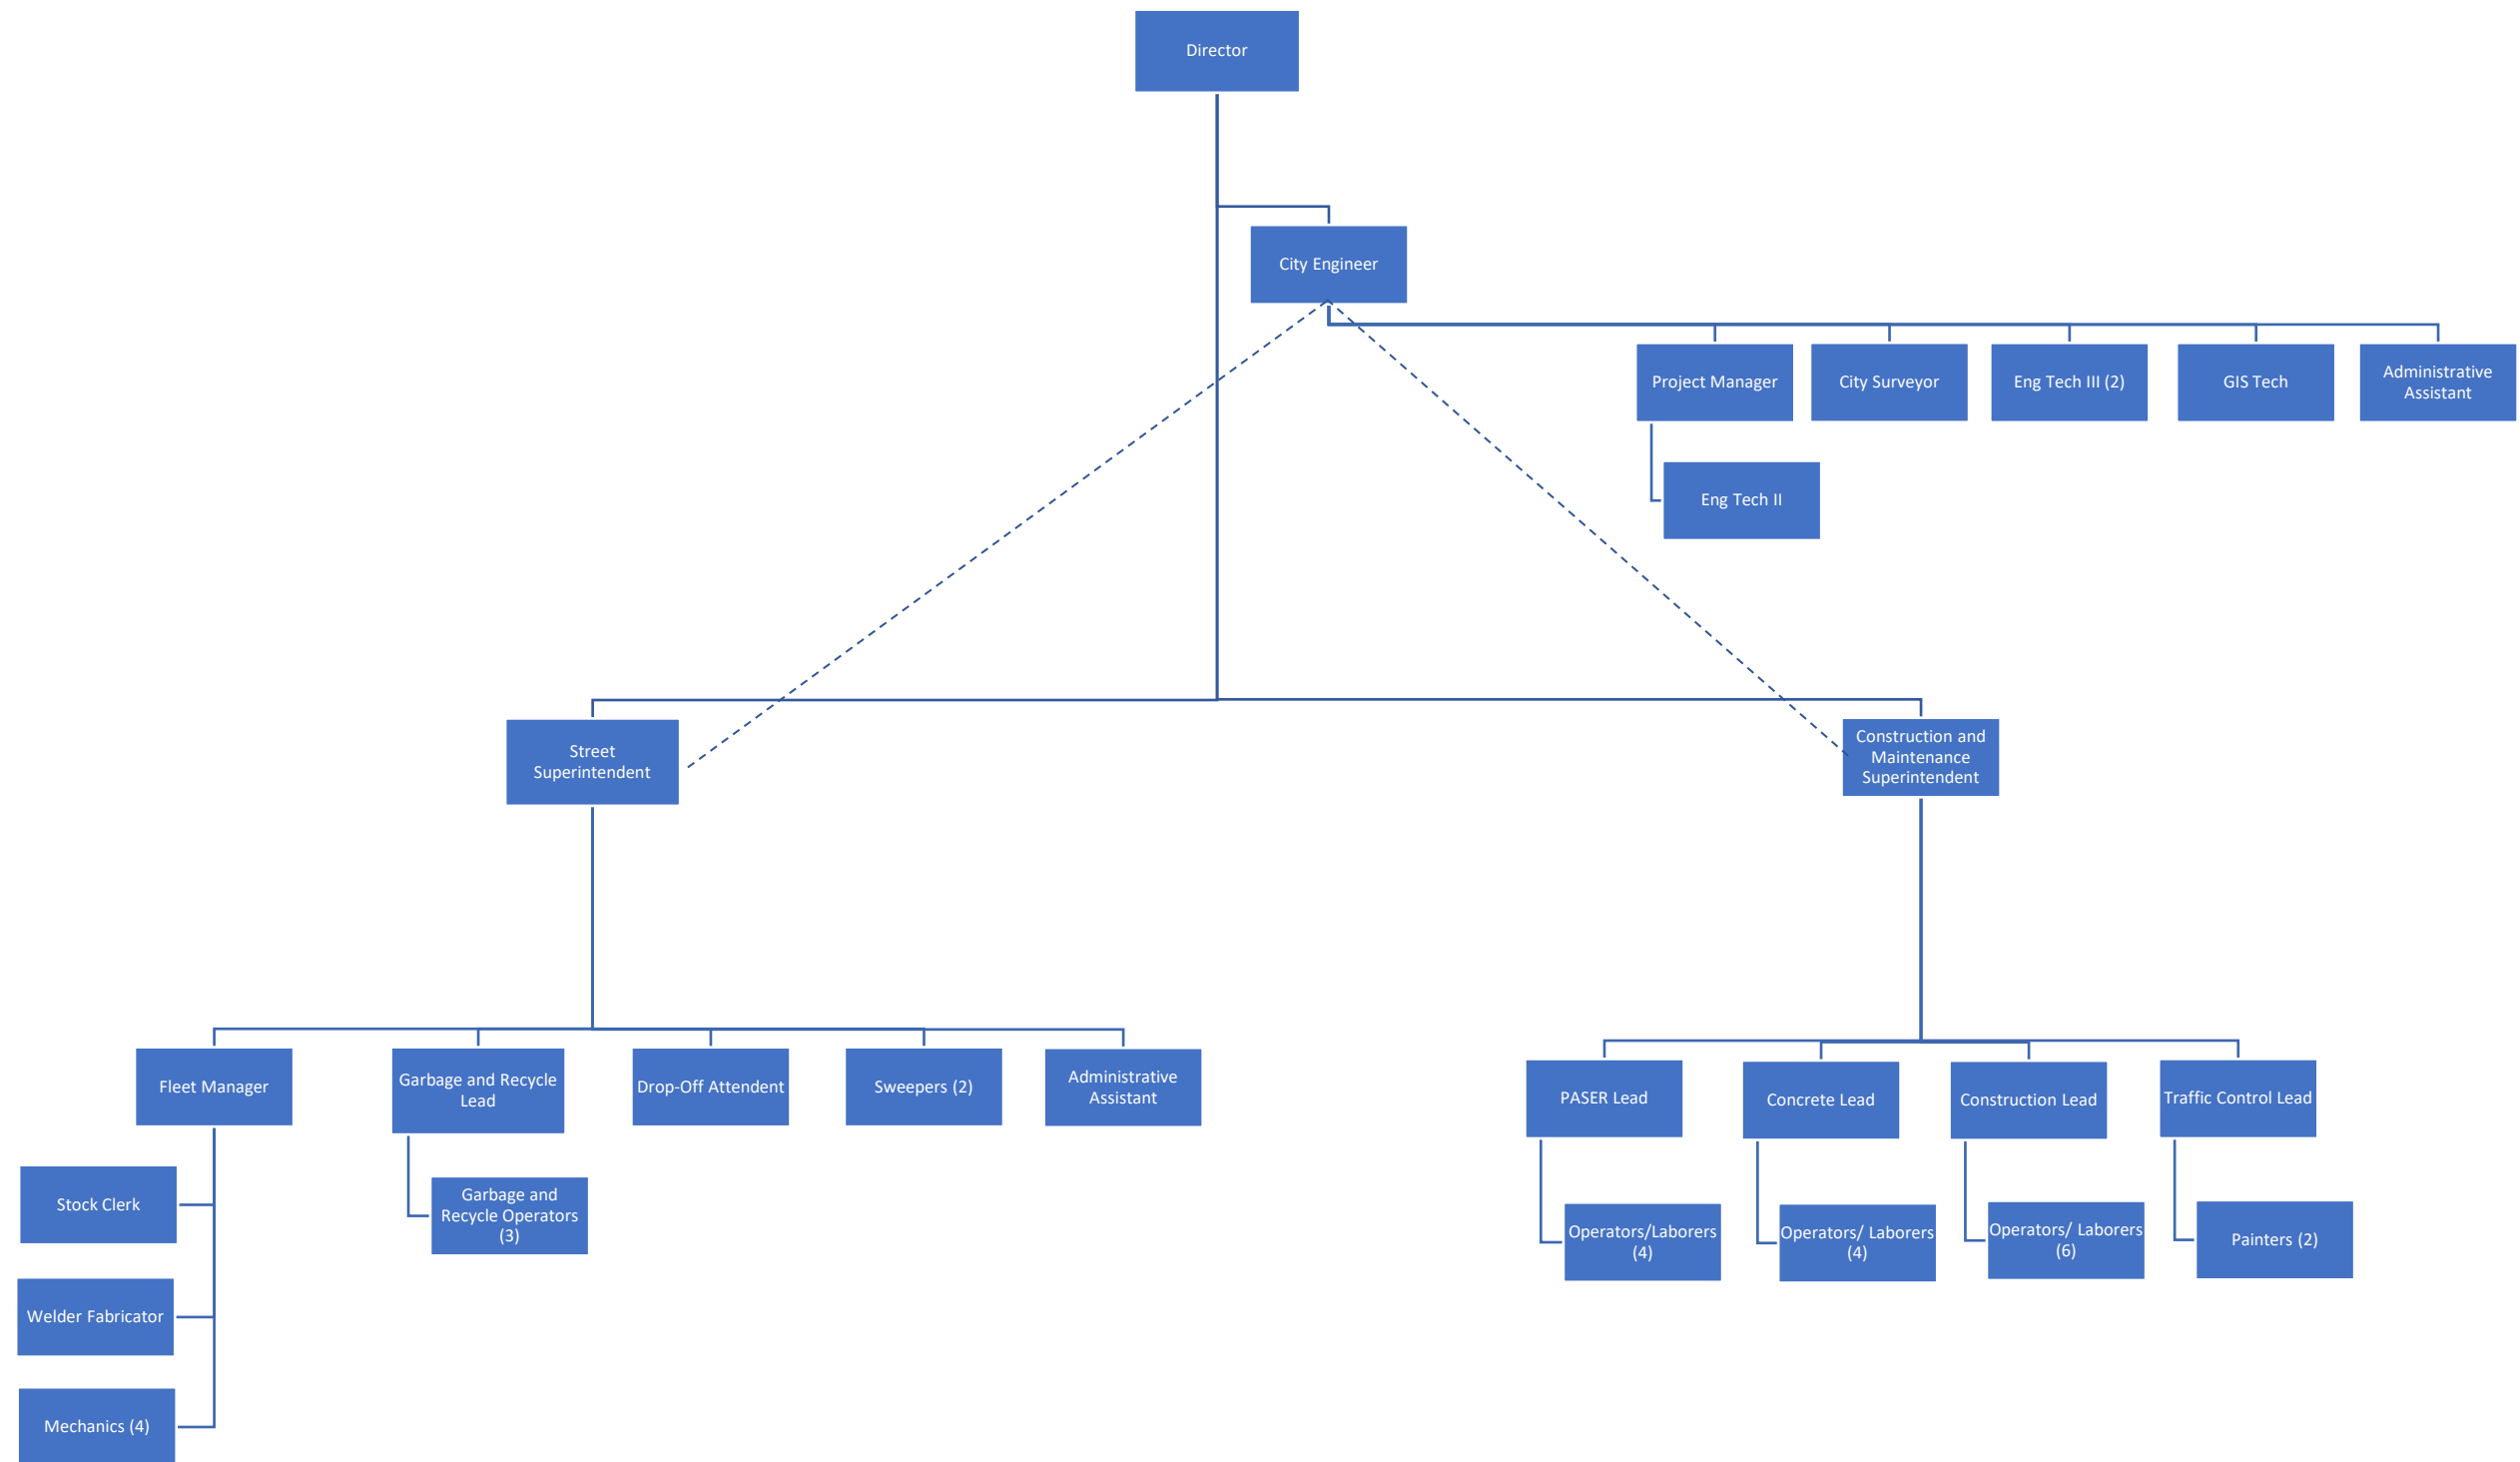 Director
City Engineer
Project Manager
City Surveyor
Eng Tech III (2)
GIS Tech
Administrative
Assistant
Eng Tech II
Street
Superintendent
Construction and
Maintenance
Superintendent
Fleet Manager
Garbage and Recycle
Lead
Drop-Off Attendent
Sweepers (2)
Administrative
Assistant
PASER Lead
Concrete Lead
Construction Lead
Traffic Control Lead
Stock Clerk
Garbage and
Recycle Operators
(3)
Operators/Laborers
(4)
Operators/ Laborers
(4)
Operators/ Laborers
(6)
Painters (2)
Welder Fabricator
Mechanics (4)